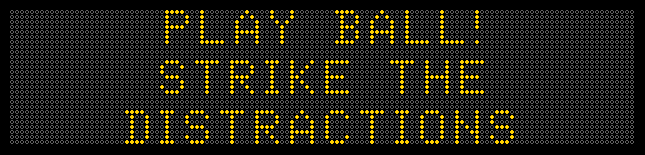 PLAY BALL!
STRIKE THE
DISTRACTIONS